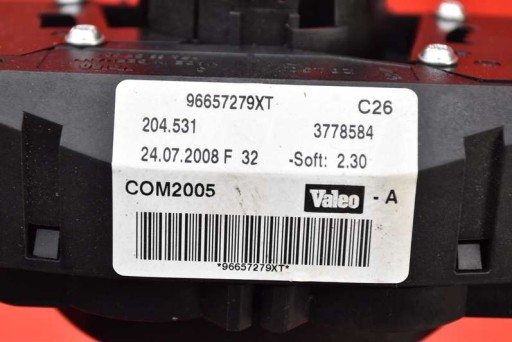 96657279XT C26
204.531 3778584
24.07.2008 F 32 -Soft: 2.30
COM2005 Valeo - A
*96657279XT*